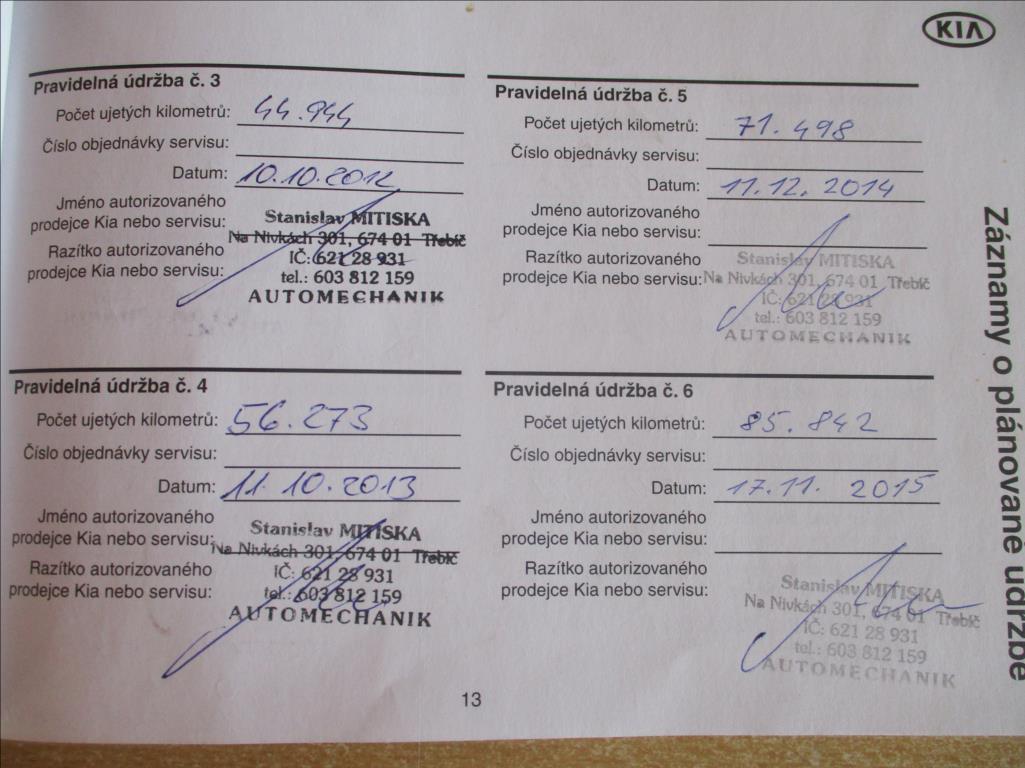 KIA
Pravidelná údržba č. 3
Počet ujetých kilometrů: 44.944
Číslo objednávky servisu:
Datum: 10.10.2012
Jméno autorizovaného
prodejce Kia nebo servisu:
Razítko autorizovaného
prodejce Kia nebo servisu:
Stanislav MITISKA
Na Nivkách 301, 674 01 Třebíč
IČ: 621 28 931
tel.: 603 812 159
AUTOMECHANIK
Pravidelná údržba č. 4
Počet ujetých kilometrů: 56.273
Číslo objednávky servisu:
Datum: 11.10.2013
Jméno autorizovaného
prodejce Kia nebo servisu:
Razítko autorizovaného
prodejce Kia nebo servisu:
Stanislav MITISKA
Na Nivkách 301, 674 01 Třebíč
IČ: 621 28 931
tel.: 603 812 159
AUTOMECHANIK
Pravidelná údržba č. 5
Počet ujetých kilometrů: 71.498
Číslo objednávky servisu:
Datum: 11.12.2014
Jméno autorizovaného
prodejce Kia nebo servisu:
Razítko autorizovaného
prodejce Kia nebo servisu:
Stanislav MITISKA
Na Nivkách 301, 674 01 Třebíč
IČ: 621 28 931
tel.: 603 812 159
AUTOMECHANIK
Pravidelná údržba č. 6
Počet ujetých kilometrů: 85.842
Číslo objednávky servisu:
Datum: 17.11. 2015
Jméno autorizovaného
prodejce Kia nebo servisu:
Razítko autorizovaného
prodejce Kia nebo servisu:
Stanislav MITISKA
Na Nivkách 301, 674 01 Třebíč
IČ: 621 28 931
tel.: 603 812 159
AUTOMECHANIK
Záznamy o plánované údržbě
13